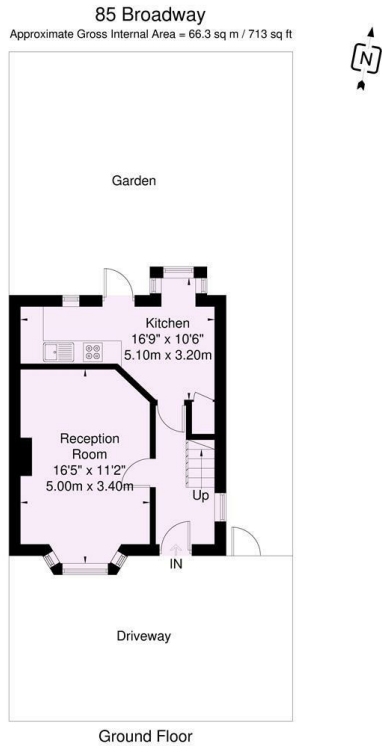 85 Broadway
Approximate Gross Internal Area = 66.3 sq m / 713 sq ft
N
Garden
Kitchen
16'9" x 10'6"
5.10m x 3.20m
Reception
Room
16'5" x 11'2"
5.00m x 3.40m
Up
IN
Driveway
Ground Floor